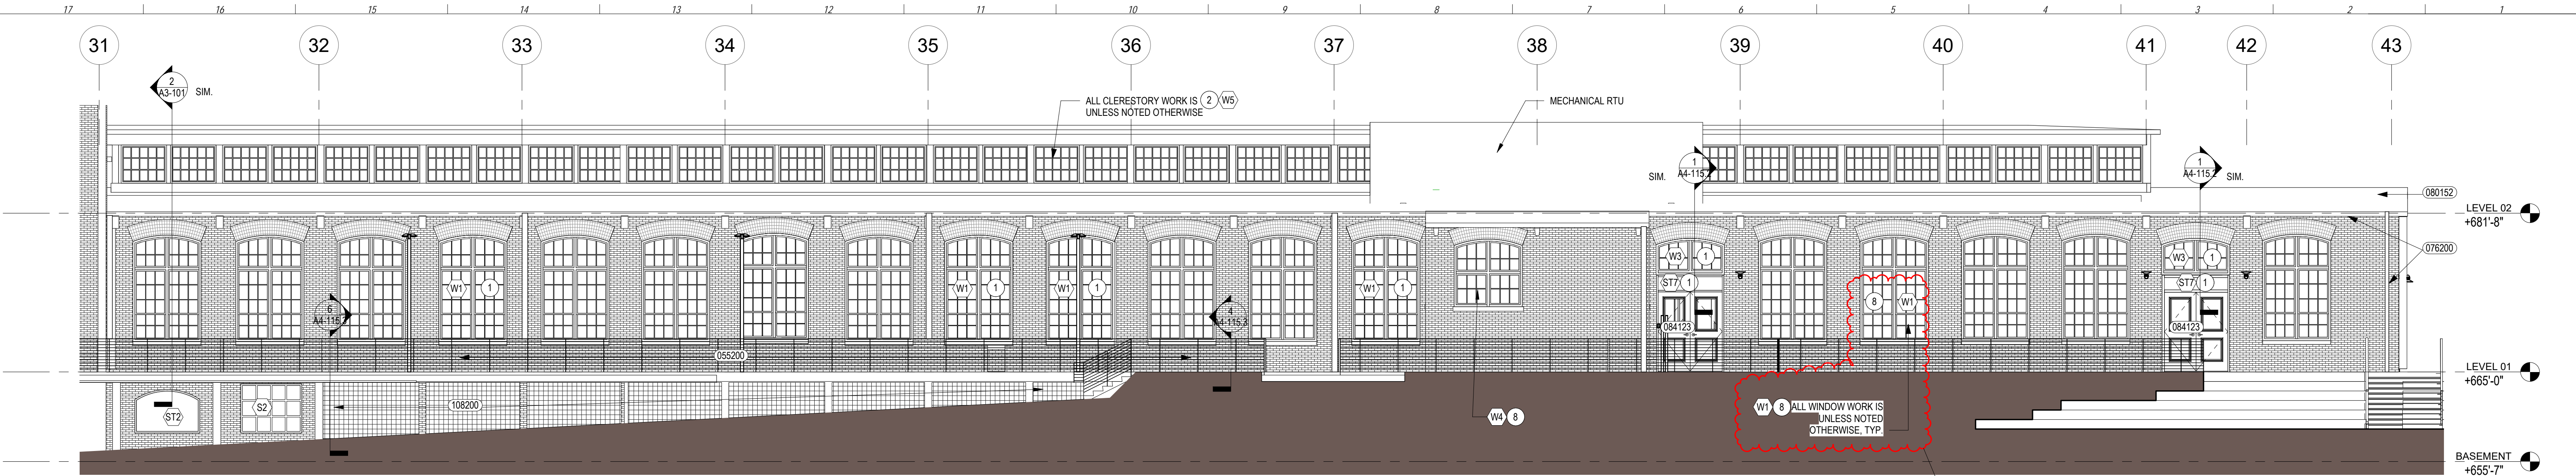 17 16 15 14 13 12 11 10 9 8 7 6 5 4 3 2 1
31 32 33 34 35 36 37 38 39 40 41 42 43
2
A3-101
SIM.
ALL CLERESTORY WORK IS 2 W5
UNLESS NOTED OTHERWISE
MECHANICAL RTU
SIM.
1
A4-115.
1
A4-115.2
SIM.
080152
LEVEL 02
+681'-8"
076200
W3 1
W3 1
ST7 1
ST7 1
W1 1
W1 1
W1 1
W1 1
8 W1
6
A4-115.
4
A4-115.3
084123
084123
055200
LEVEL 01
+665'-0"
108200
ST2
S2
W4 8
W1 8 ALL WINDOW WORK IS
UNLESS NOTED
OTHERWISE, TYP.
BASEMENT
+655'-7"